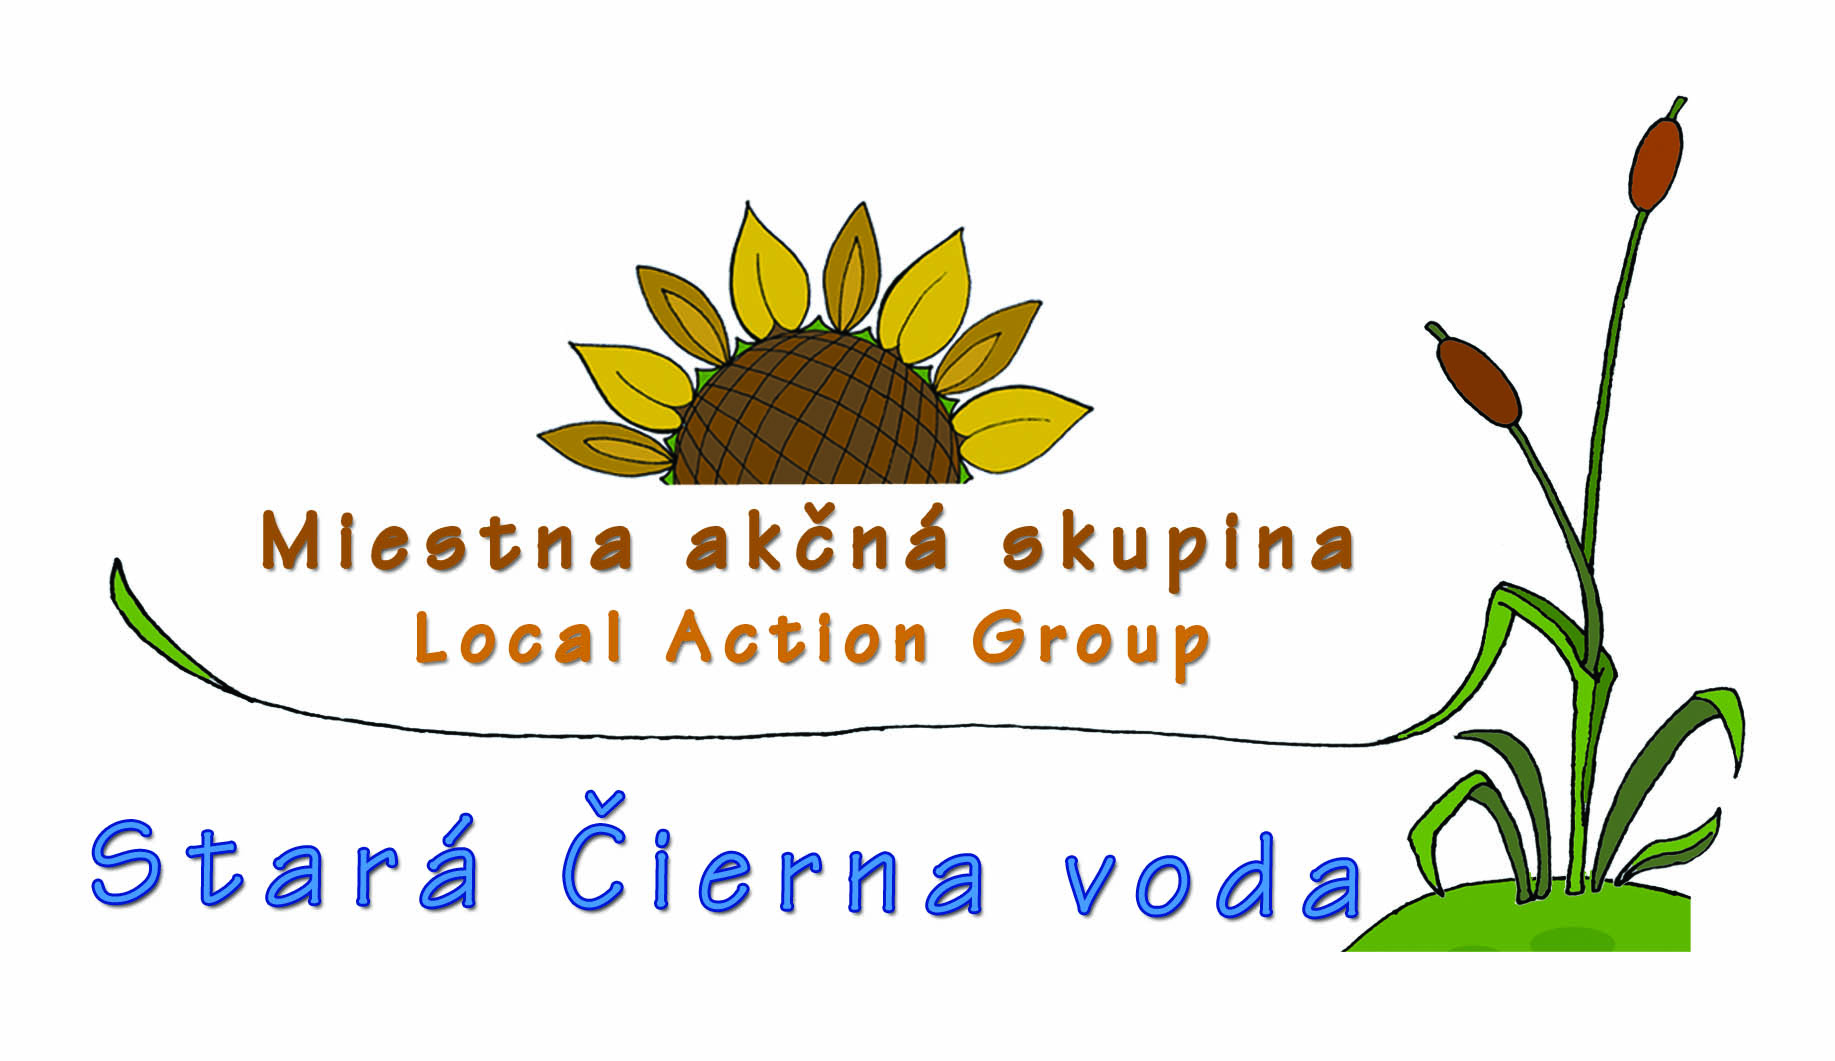 Miestna akčná skupina
Local Action Group
Stará Čierna voda